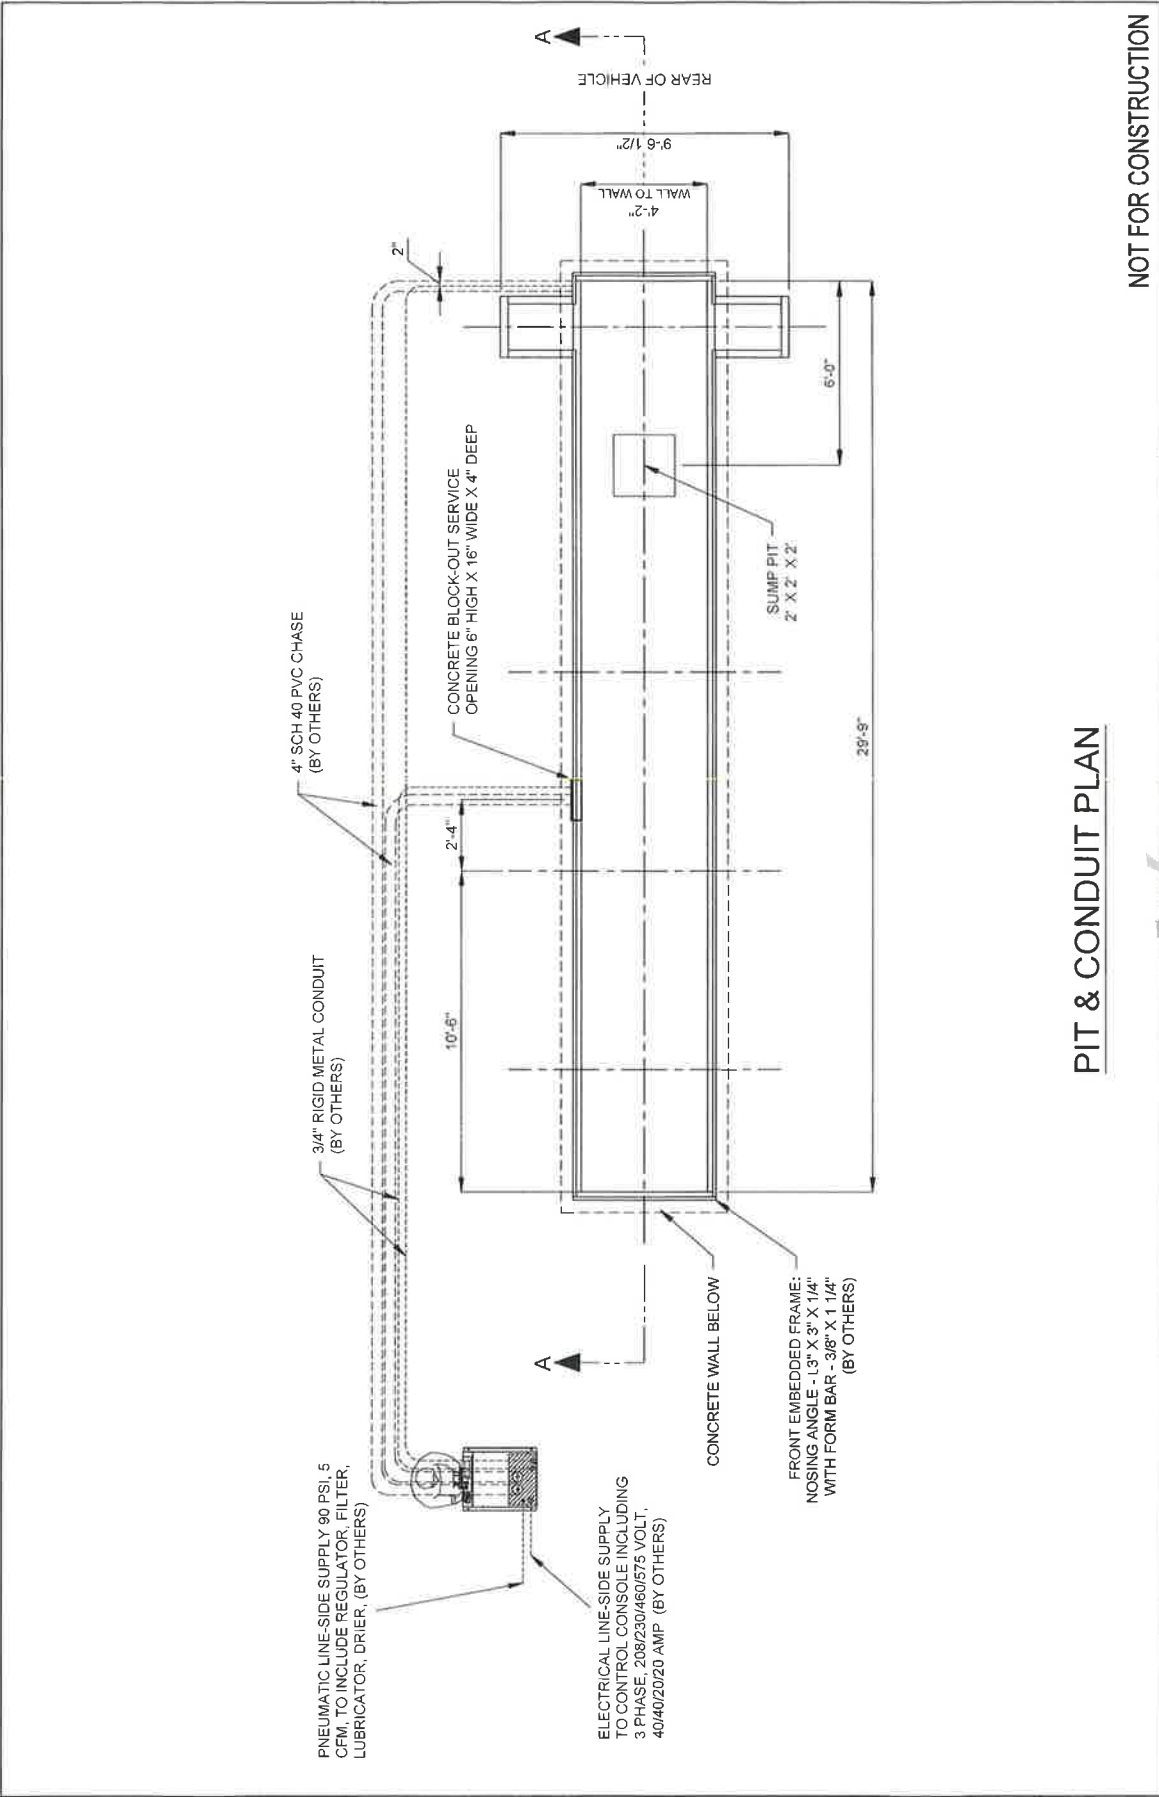 PNEUMATIC LINE-SIDE SUPPLY 90 PSI, 5
CFM, TO INCLUDE REGULATOR, FILTER,
LUBRICATOR, DRIER, (BY OTHERS)
3/4" RIGID METAL CONDUIT
(BY OTHERS)
4" SCH 40 PVC CHASE
(BY OTHERS)
CONCRETE BLOCK-OUT SERVICE
OPENING 6" HIGH X 16" WIDE X 4" DEEP
2"
A
A
REAR OF VEHICLE
9'-6 1/2"
4'-2"
WALL TO WALL
10'-6"
2'-4"
ELECTRICAL LINE-SIDE SUPPLY
TO CONTROL CONSOLE INCLUDING
3 PHASE, 208/230/460/575 VOLT,
40/40/20/20 AMP (BY OTHERS)
CONCRETE WALL BELOW
FRONT EMBEDDED FRAME:
NOSING ANGLE - L3" X 3" X 1/4"
WITH FORM BAR - 3/8" X 1 1/4"
(BY OTHERS)
SUMP PIT
2' X 2' X 2'
6'-0"
29'-9"
PIT & CONDUIT PLAN
NOT FOR CONSTRUCTION